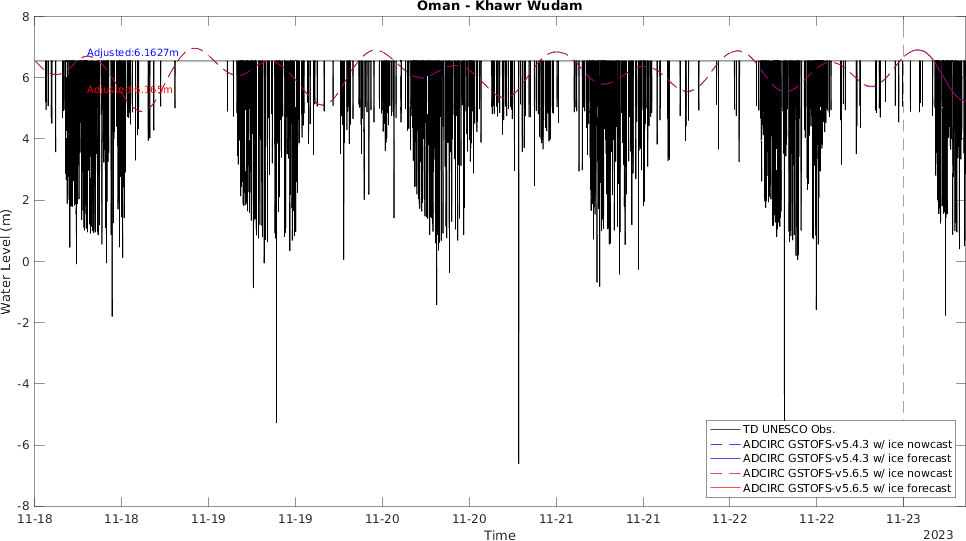 Oman - Khawr Wudam
8
6
4
2
0
-2
-4
-6
-8
Water Level (m)
Adjusted:6.1627m
Adjusted:6.165m
TD UNESCO Obs.
ADCIRC GSTOFS-v5.4.3 w/ ice nowcast
ADCIRC GSTOFS-v5.4.3 w/ ice forecast
ADCIRC GSTOFS-v5.6.5 w/ ice nowcast
ADCIRC GSTOFS-v5.6.5 w/ ice forecast
11-18 11-18 11-19 11-19 11-20 11-20 11-21 11-21 11-22 11-22 11-23
Time
2023